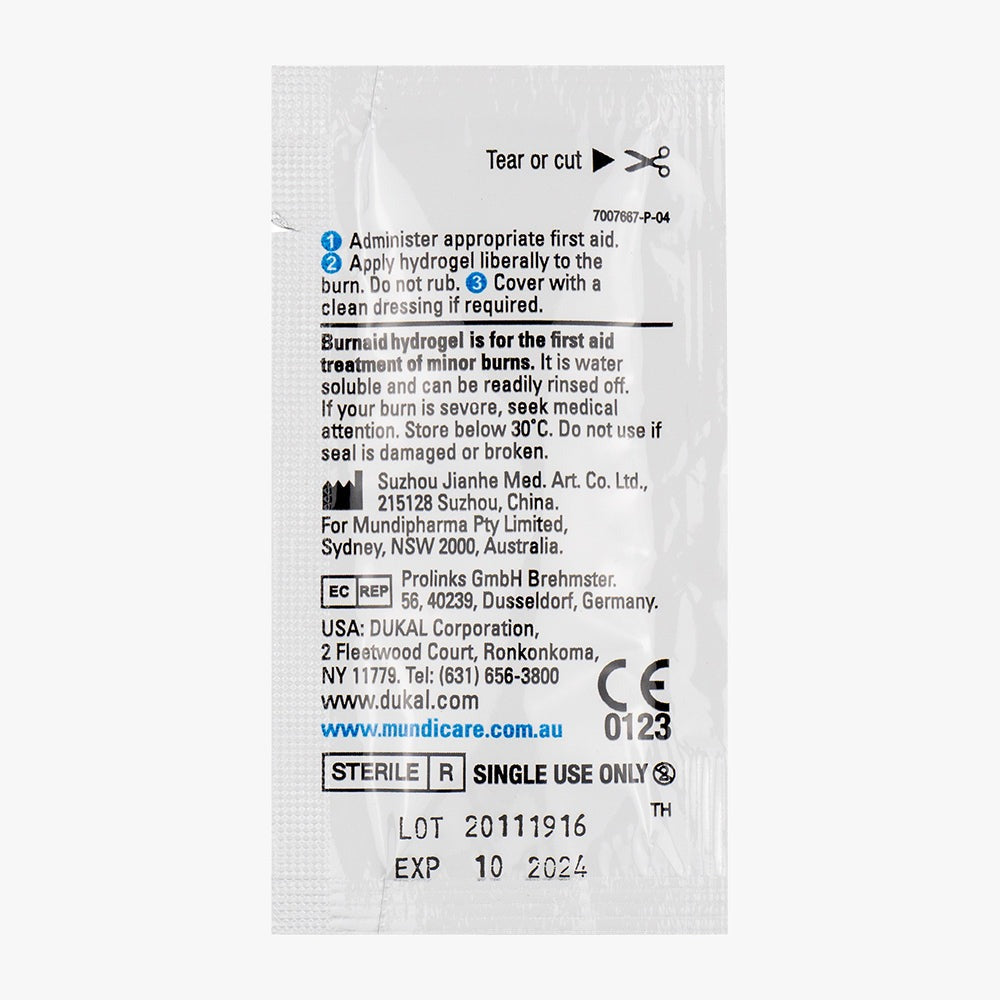 Tear or cut
7007667-P-04
1 Administer appropriate first aid.
2 Apply hydrogel liberally to the
burn. Do not rub. 3 Cover with a
clean dressing if required.
Burnaid hydrogel is for the first aid
treatment of minor burns. It is water
soluble and can be readily rinsed off.
If your burn is severe, seek medical
attention. Store below 30°C. Do not use if
seal is damaged or broken.
Suzhou Jianhe Med. Art. Co. Ltd.,
215128 Suzhou, China.
For Mundipharma Pty Limited,
Sydney, NSW 2000, Australia.
EC REP Prolinks GmbH Brehmster.
56, 40239, Dusseldorf, Germany.
USA: DUKAL Corporation,
2 Fleetwood Court, Ronkonkoma,
NY 11779. Tel: (631) 656-3800
www.dukal.com
CE
www.mundicare.com.au 0123
STERILE R SINGLE USE ONLY 2
TH
LOT 20111916
EXP 10 2024